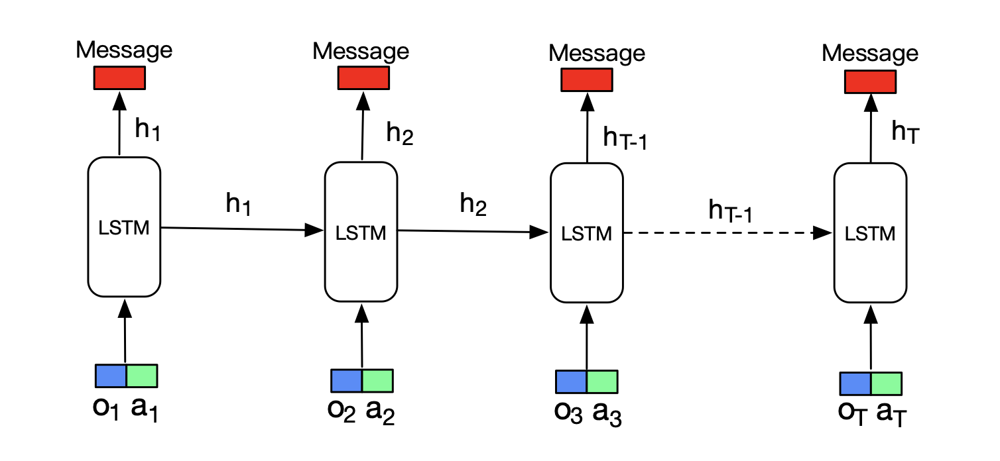 Message Message Message Message
h1 h2 hT-1 hT
h1 h2 hT-1
LSTM LSTM LSTM LSTM
o1 a1 o2 a2 o3 a3 oT aT